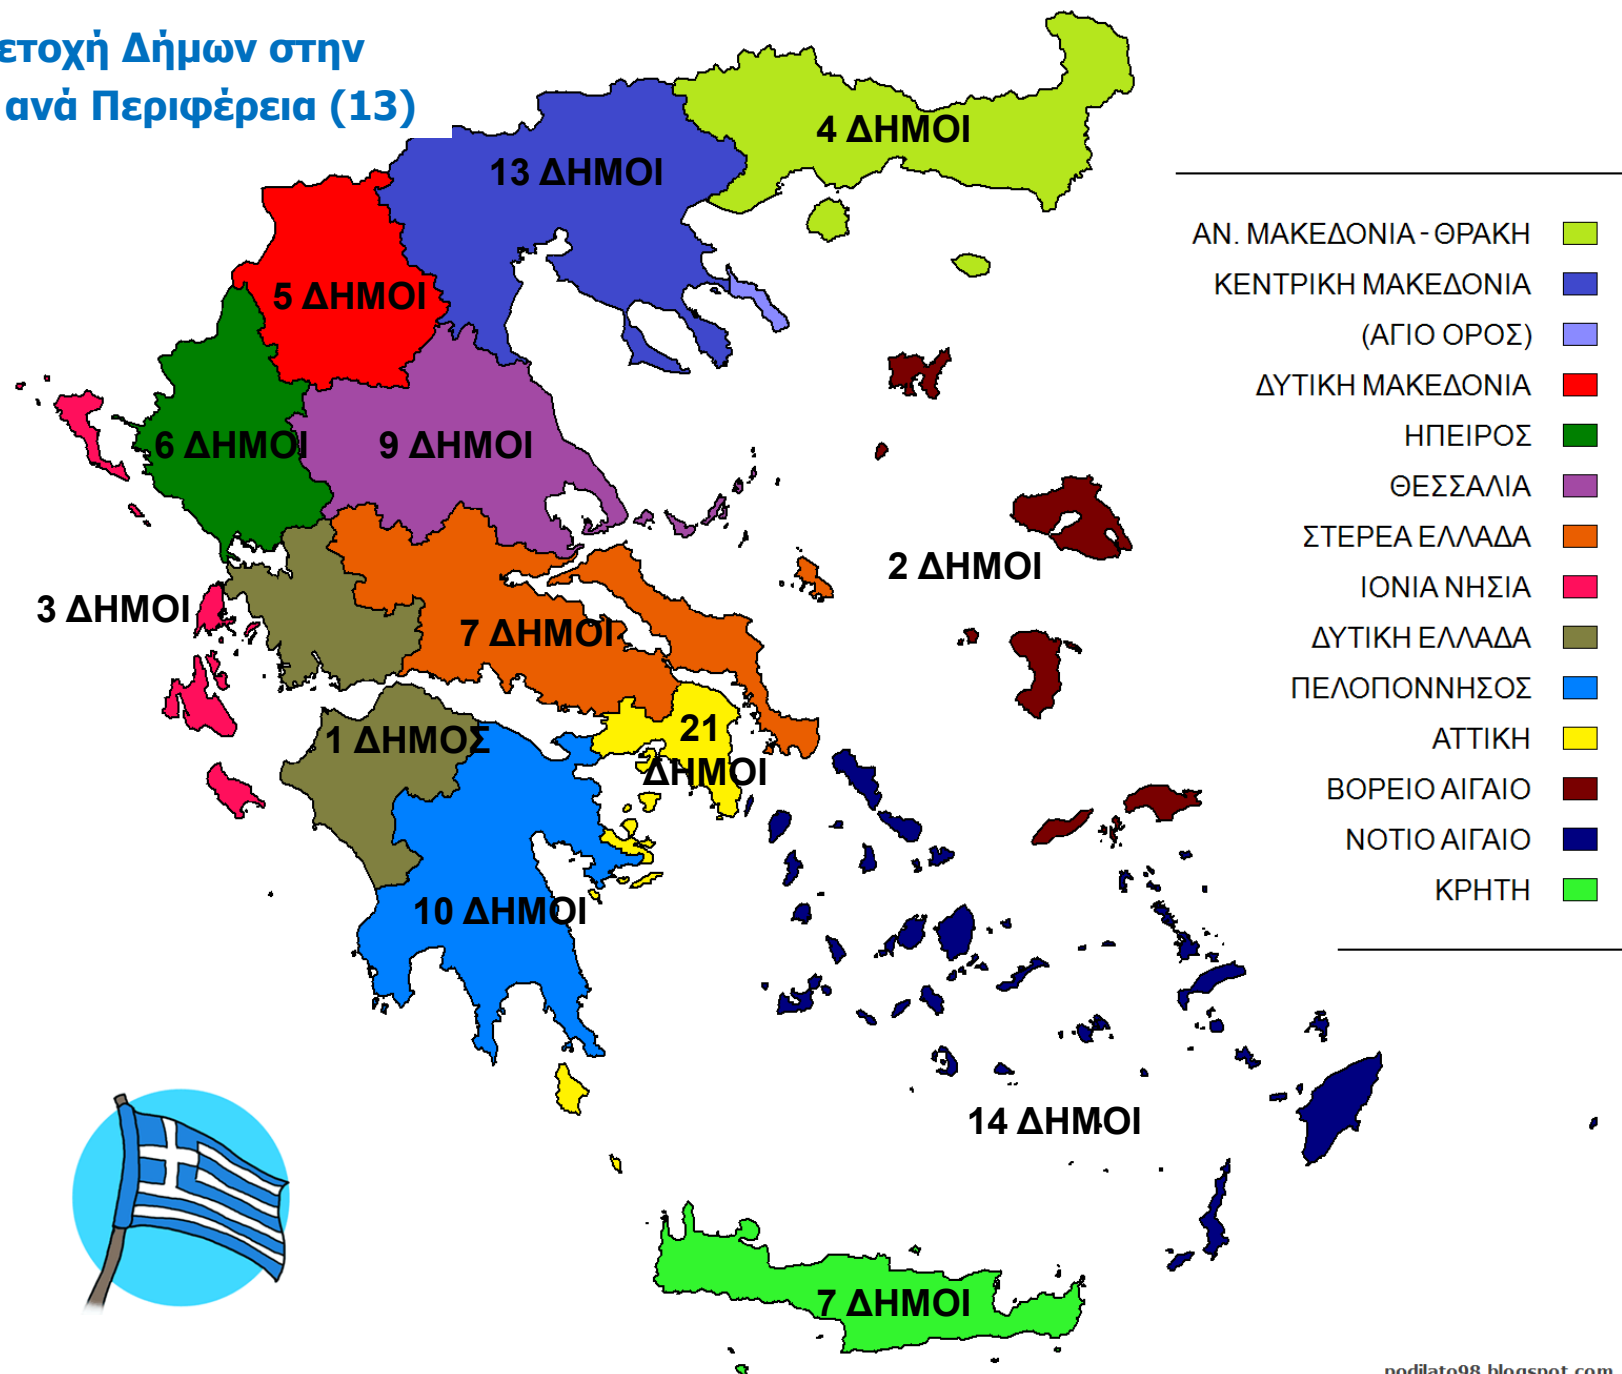 ετοχή Δήμων στην
ανά Περιφέρεια (13)
4 ΔΗΜΟΙ
13 ΔΗΜΟΙ
5 ΔΗΜΟΙ
6 ΔΗΜΟΙ
9 ΔΗΜΟΙ
2 ΔΗΜΟΙ
3 ΔΗΜΟΙ
7 ΔΗΜΟΙ
1 ΔΗΜΟΣ
21
ΔΗΜΟΙ
10 ΔΗΜΟΙ
14 ΔΗΜΟΙ
7 ΔΗΜΟΙ
ΑΝ. ΜΑΚΕΔΟΝΙΑ - ΘΡΑΚΗ
ΚΕΝΤΡΙΚΗ ΜΑΚΕΔΟΝΙΑ
(ΑΓΙΟ ΟΡΟΣ)
ΔΥΤΙΚΗ ΜΑΚΕΔΟΝΙΑ
ΗΠΕΙΡΟΣ
ΘΕΣΣΑΛΙΑ
ΣΤΕΡΕΑ ΕΛΛΑΔΑ
ΙΟΝΙΑ ΝΗΣΙΑ
ΔΥΤΙΚΗ ΕΛΛΑΔΑ
ΠΕΛΟΠΟΝΝΗΣΟΣ
ΑΤΤΙΚΗ
ΒΟΡΕΙΟ ΑΙΓΑΙΟ
ΝΟΤΙΟ ΑΙΓΑΙΟ
ΚΡΗΤΗ
podilato98.blogspot.com